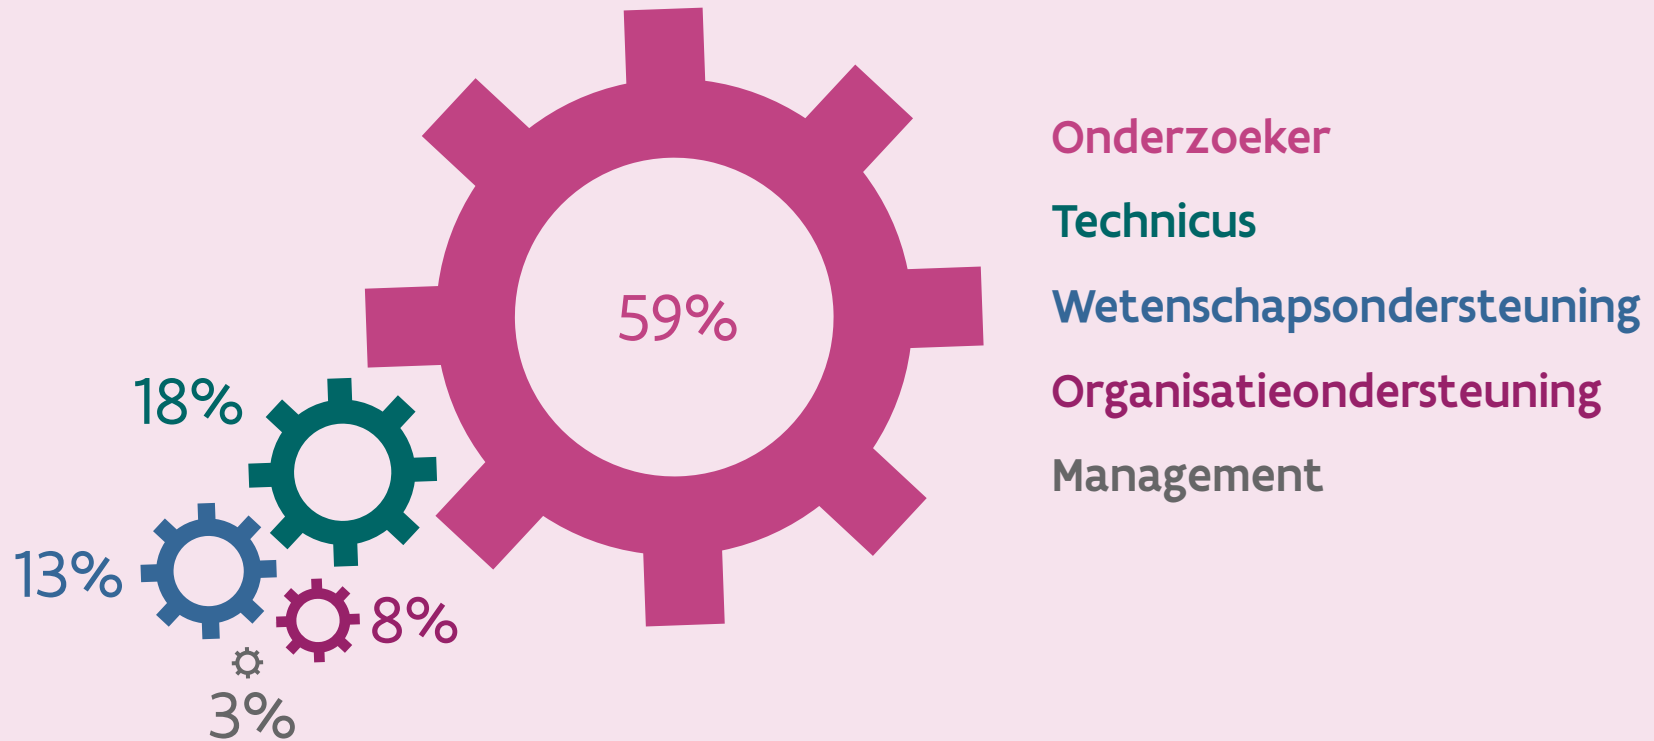 59%
18%
13%
8%
3%
Onderzoeker
Technicus
Wetenschapsondersteuning
Organisatieondersteuning
Management